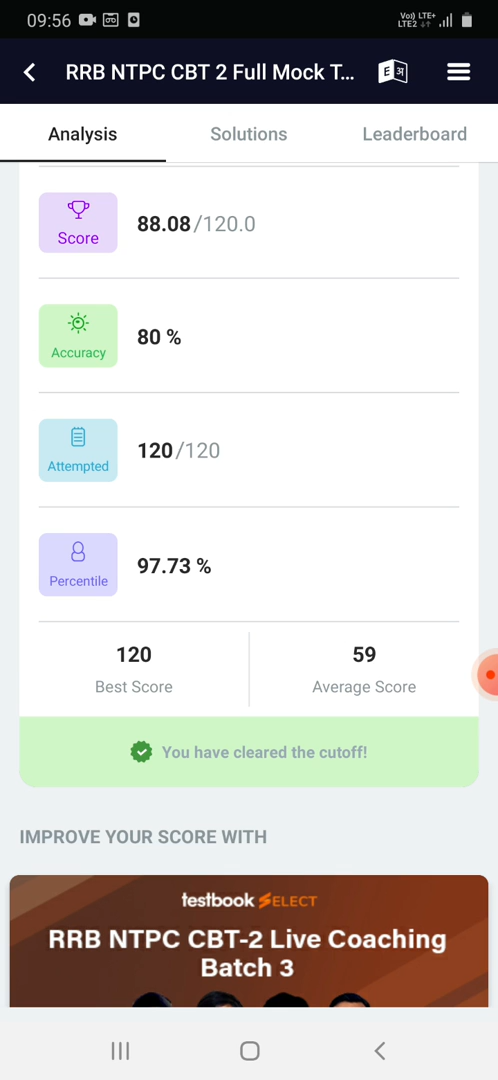 09:56
Vo)) LTE+
LTE2
RRB NTPC CBT 2 Full Mock T...
E अ
Analysis
Solutions
Leaderboard
Score
88.08/120.0
Accuracy
80 %
Attempted
120/120
Percentile
97.73 %
120
59
Best Score
Average Score
You have cleared the cutoff!
IMPROVE YOUR SCORE WITH
testbook SELECT
RRB NTPC CBT-2 Live Coaching
Batch 3